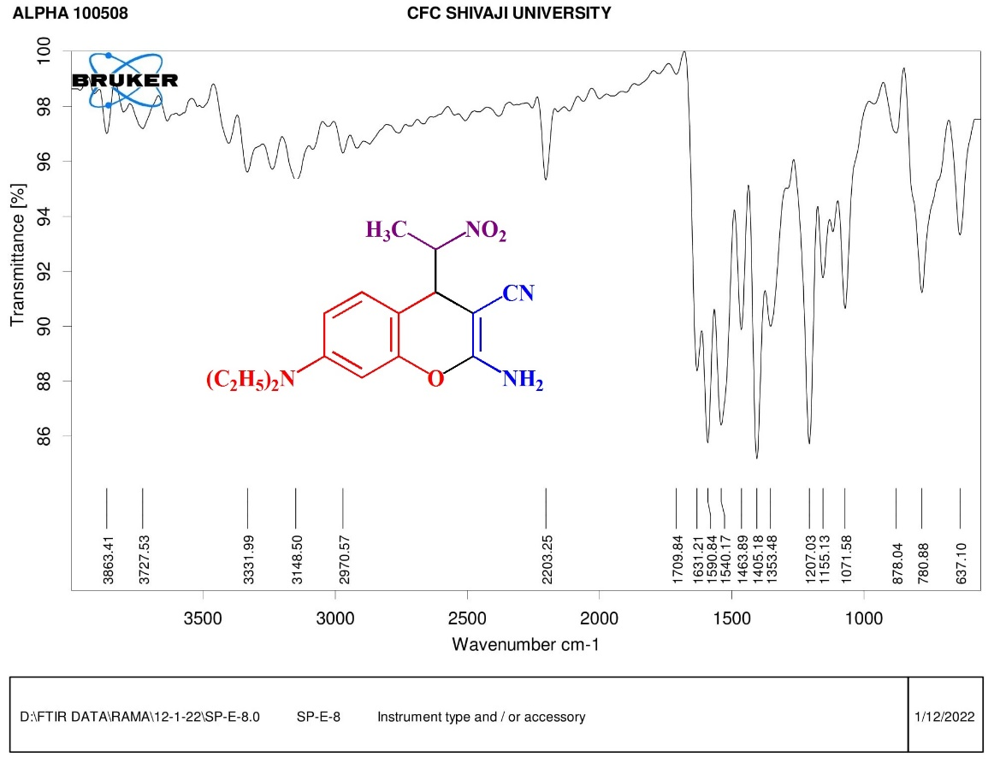 ALPHA 100508
CFC SHIVAJI UNIVERSITY
BRUKER
100
98
96
94
92
90
88
86
Transmittance [%]
H₃C
NO₂
CN
(C₂H₅)₂N
O
NH₂
3863.41
3727.53
3331.99
3148.50
2970.57
2203.25
1709.84
1631.21
1590.84
1540.17
1463.89
1405.18
1353.48
1207.03
1155.13
1071.58
878.04
780.88
637.10
3500 3000 2500 2000 1500 1000
Wavenumber cm-1
D:\FTIR DATA\RAMA\12-1-22\SP-E-8.0 SP-E-8 Instrument type and / or accessory 1/12/2022